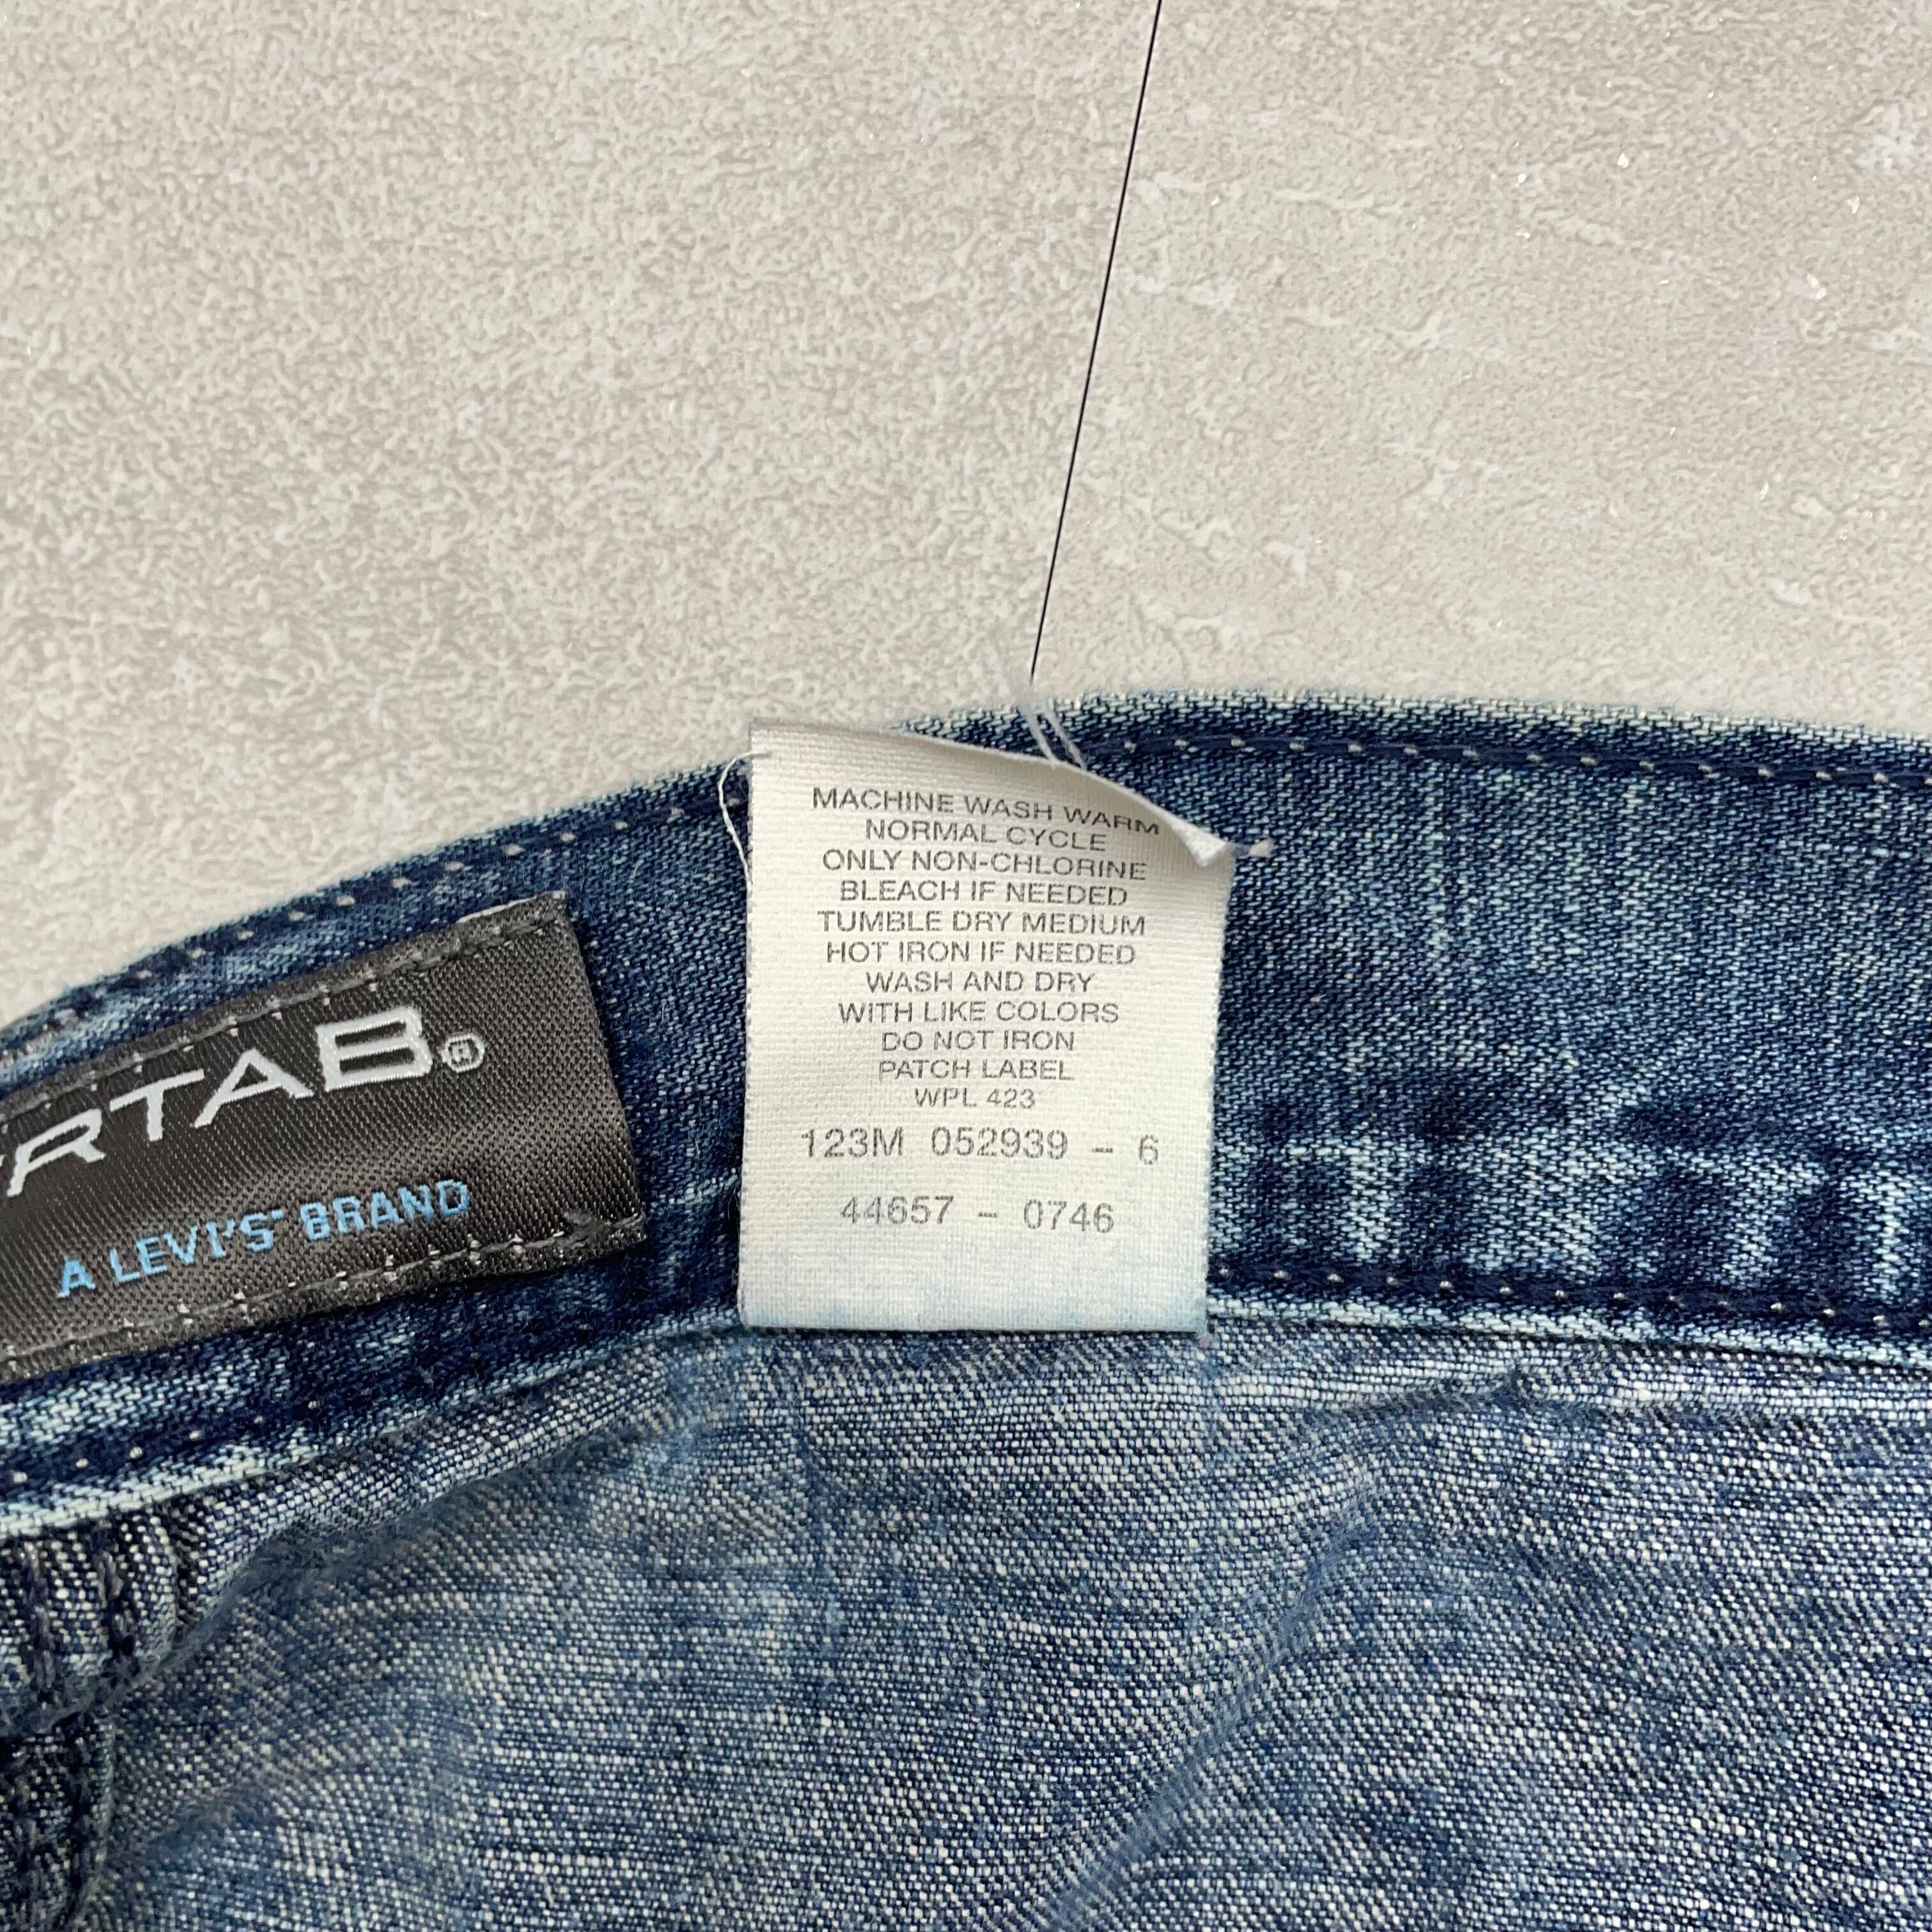 RTAB®
A LEVI'S® BRAND
MACHINE WASH WARM
NORMAL CYCLE
ONLY NON-CHLORINE
BLEACH IF NEEDED
TUMBLE DRY MEDIUM
HOT IRON IF NEEDED
WASH AND DRY
WITH LIKE COLORS
DO NOT IRON
PATCH LABEL
WPL 423
123M 052939 - 6
44657 - 0746